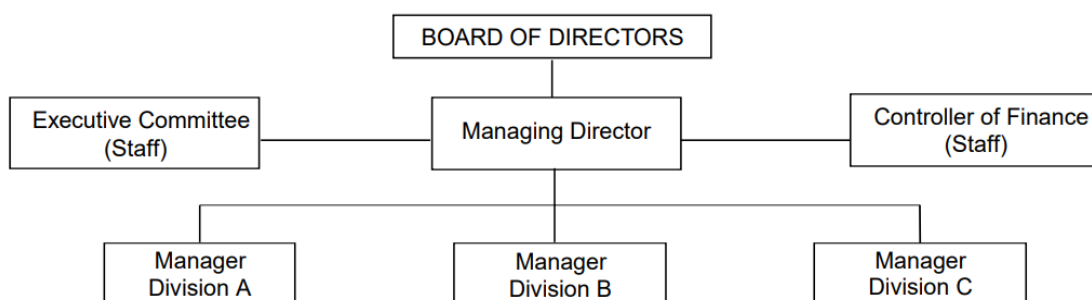 BOARD OF DIRECTORS
Executive Committee
(Staff)
Managing Director
Controller of Finance
(Staff)
Manager
Division A
Manager
Division B
Manager
Division C